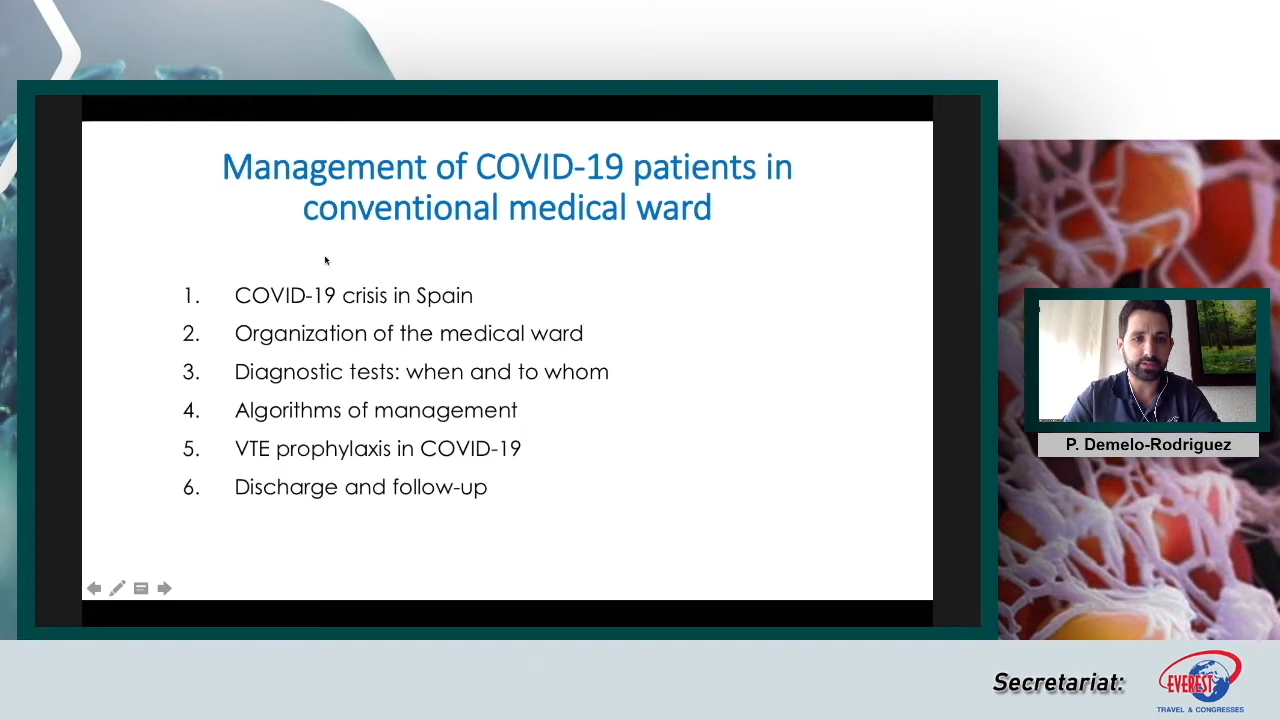 Management of COVID-19 patients in
conventional medical ward
1. COVID-19 crisis in Spain
2. Organization of the medical ward
3. Diagnostic tests: when and to whom
4. Algorithms of management
5. VTE prophylaxis in COVID-19
6. Discharge and follow-up
P. Demelo-Rodriguez
Secretariat:
EVEREST
TRAVEL & CONGRESSES